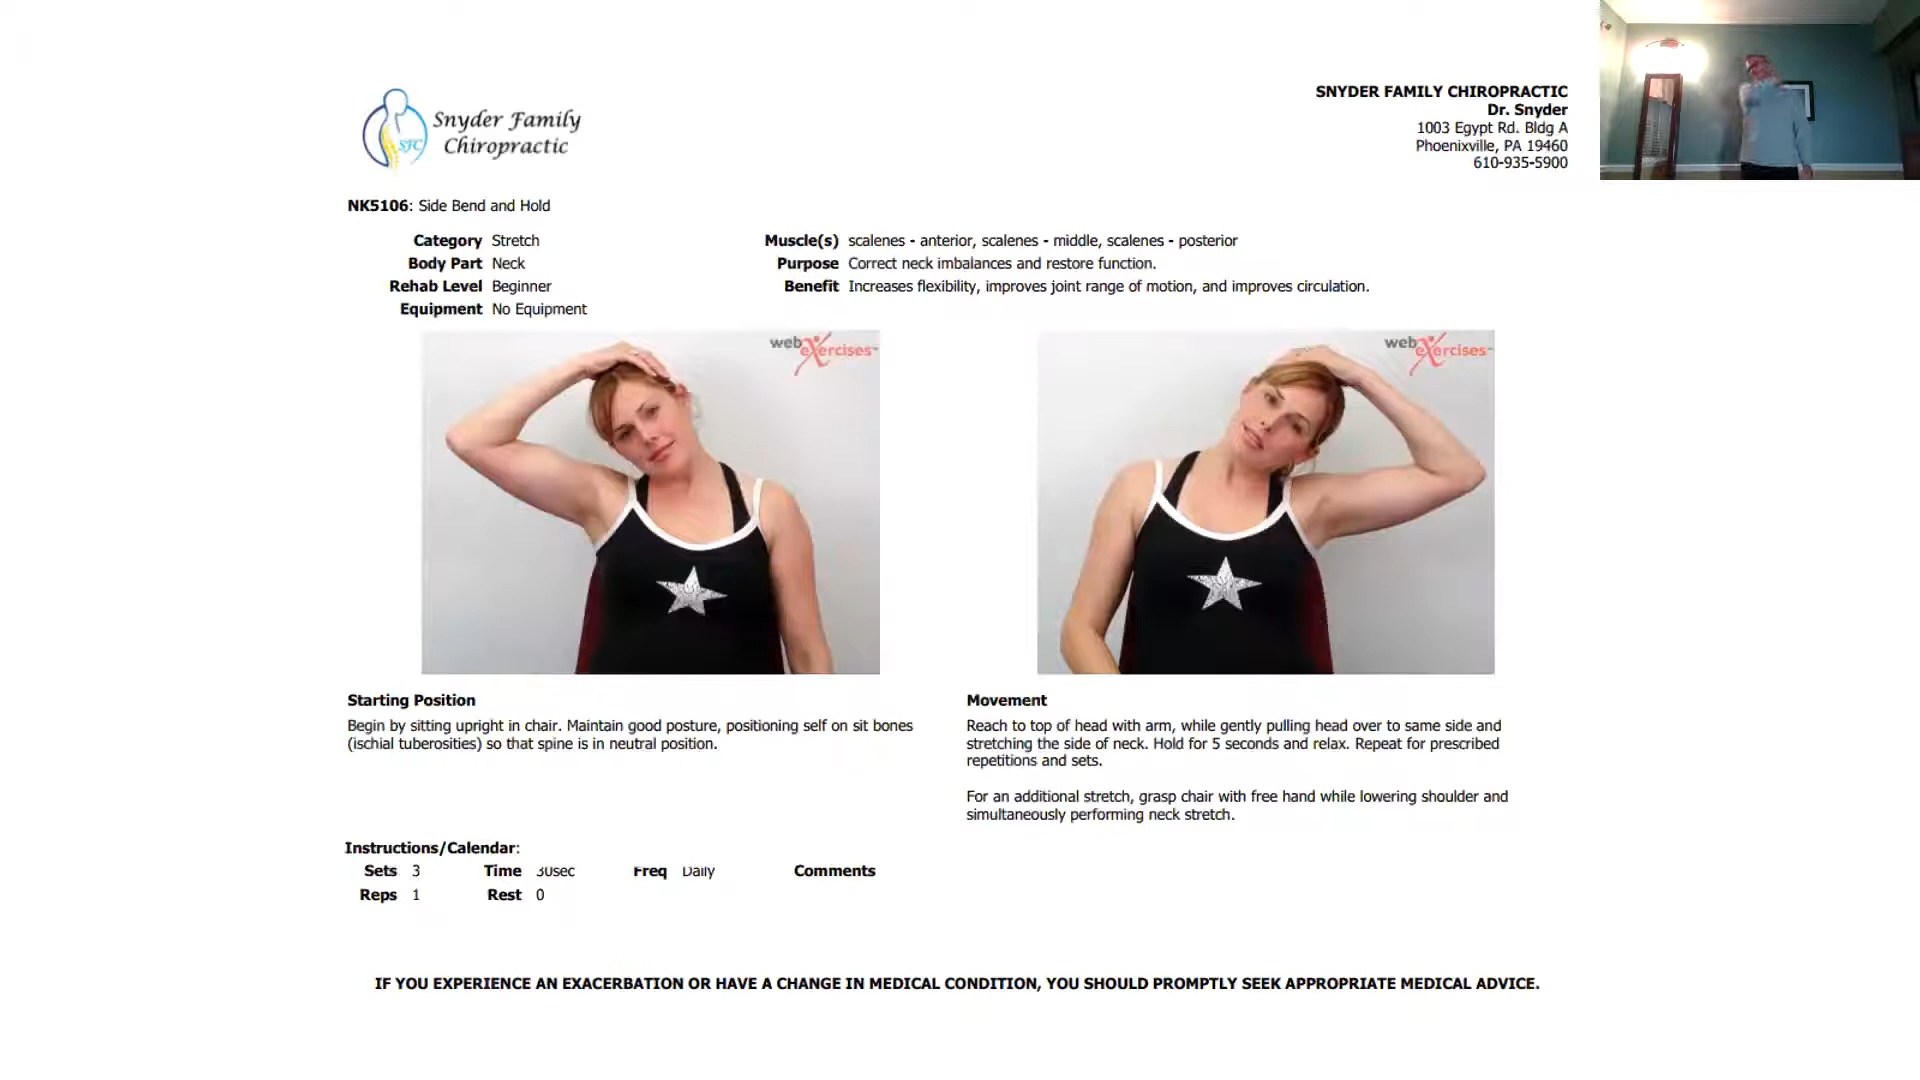 Snyder Family
Chiropractic
SFC
SNYDER FAMILY CHIROPRACTIC
Dr. Snyder
1003 Egypt Rd. Bldg A
Phoenixville, PA 19460
610-935-5900
NK5106: Side Bend and Hold
Category Stretch
Body Part Neck
Rehab Level Beginner
Equipment No Equipment
Muscle(s) scalenes - anterior, scalenes - middle, scalenes - posterior
Purpose Correct neck imbalances and restore function.
Benefit Increases flexibility, improves joint range of motion, and improves circulation.
web exercises™
web exercises™
Starting Position
Begin by sitting upright in chair. Maintain good posture, positioning self on sit bones
(ischial tuberosities) so that spine is in neutral position.
Movement
Reach to top of head with arm, while gently pulling head over to same side and
stretching the side of neck. Hold for 5 seconds and relax. Repeat for prescribed
repetitions and sets.
For an additional stretch, grasp chair with free hand while lowering shoulder and
simultaneously performing neck stretch.
Instructions/Calendar:
Sets 3 Time 30sec Freq Daily Comments
Reps 1 Rest 0
IF YOU EXPERIENCE AN EXACERBATION OR HAVE A CHANGE IN MEDICAL CONDITION, YOU SHOULD PROMPTLY SEEK APPROPRIATE MEDICAL ADVICE.